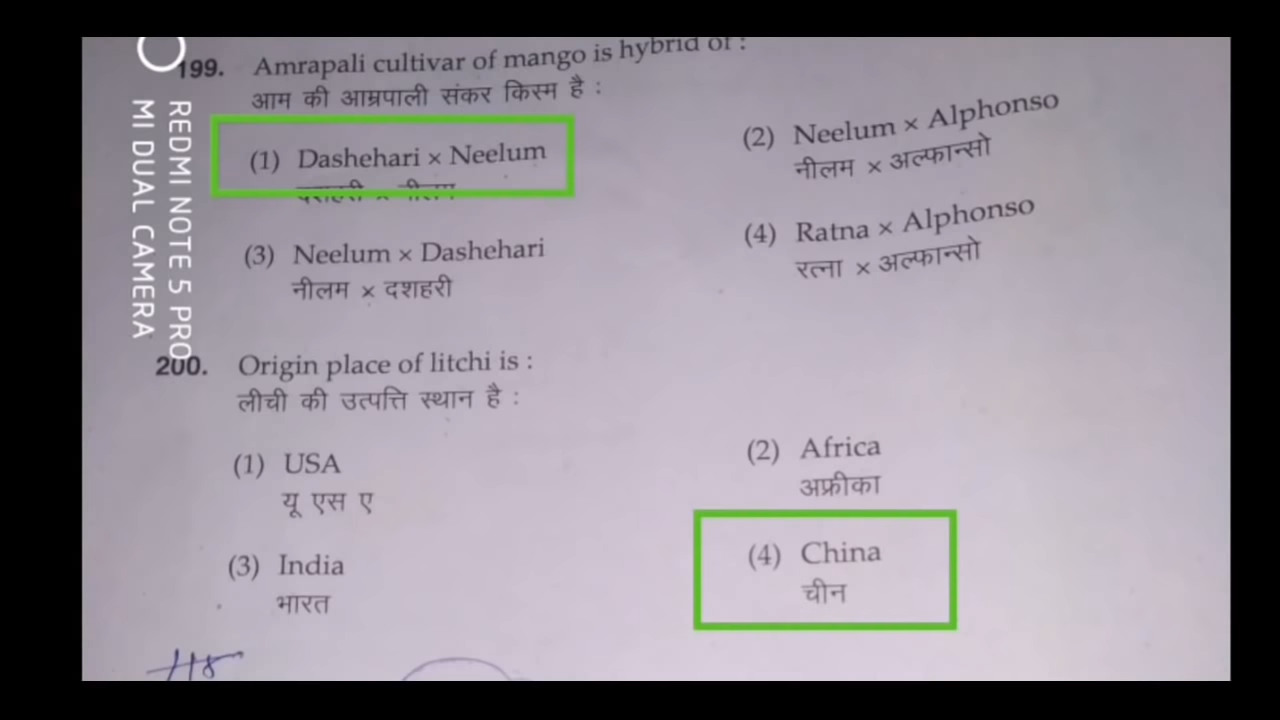 199. Amrapali cultivar of mango is hybrid of :
आम की आम्रपाली संकर किस्म है :
(1) Dashehari × Neelum
दशहरी × नीलम
(2) Neelum × Alphonso
नीलम × अल्फान्सो
(3) Neelum × Dashehari
नीलम × दशहरी
(4) Ratna × Alphonso
रत्ना × अल्फान्सो
200. Origin place of litchi is :
लीची की उत्पत्ति स्थान है :
(1) USA
यू एस ए
(2) Africa
अफ्रीका
(3) India
भारत
(4) China
चीन
REDMI NOTE 5 PRO
MI DUAL CAMERA